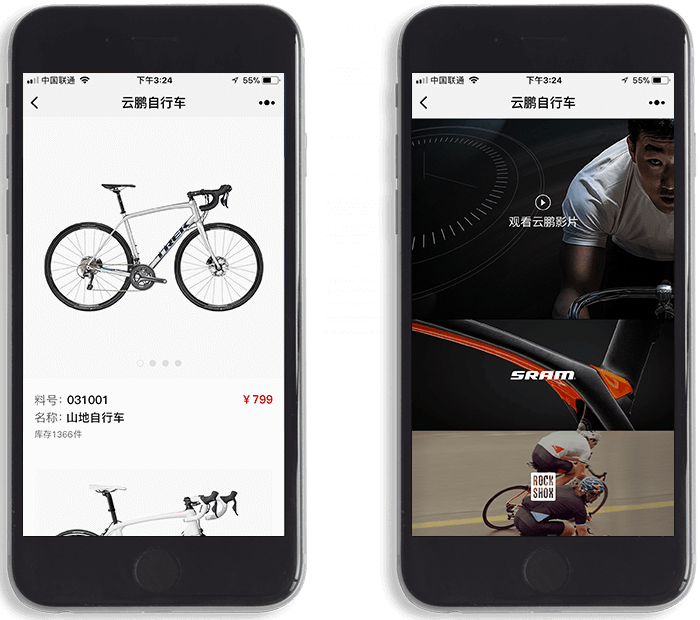 中国联通
下午3:24
55%
云鹏自行车
TREK
料号：031001
¥ 799
名称：山地自行车
库存1366件
中国联通
下午3:24
55%
云鹏自行车
观看云鹏影片
SRAM
ROCK
SHOX